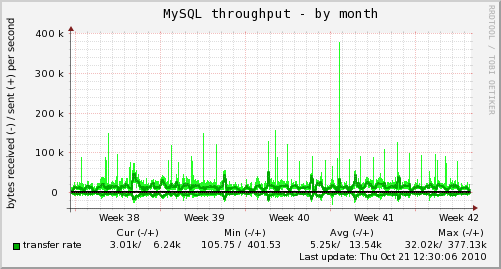 MySQL throughput - by month
RRDTOOL / TOBI OETIKER
bytes received (-) / sent (+) per second
400 k
300 k
200 k
100 k
0
Week 38 Week 39 Week 40 Week 41 Week 42
Cur (-/+) Min (-/+) Avg (-/+) Max (-/+)
transfer rate 3.01k/ 6.24k 105.75 / 401.53 5.25k/ 13.54k 32.02k/ 377.13k
Last update: Thu Oct 21 12:30:06 2010